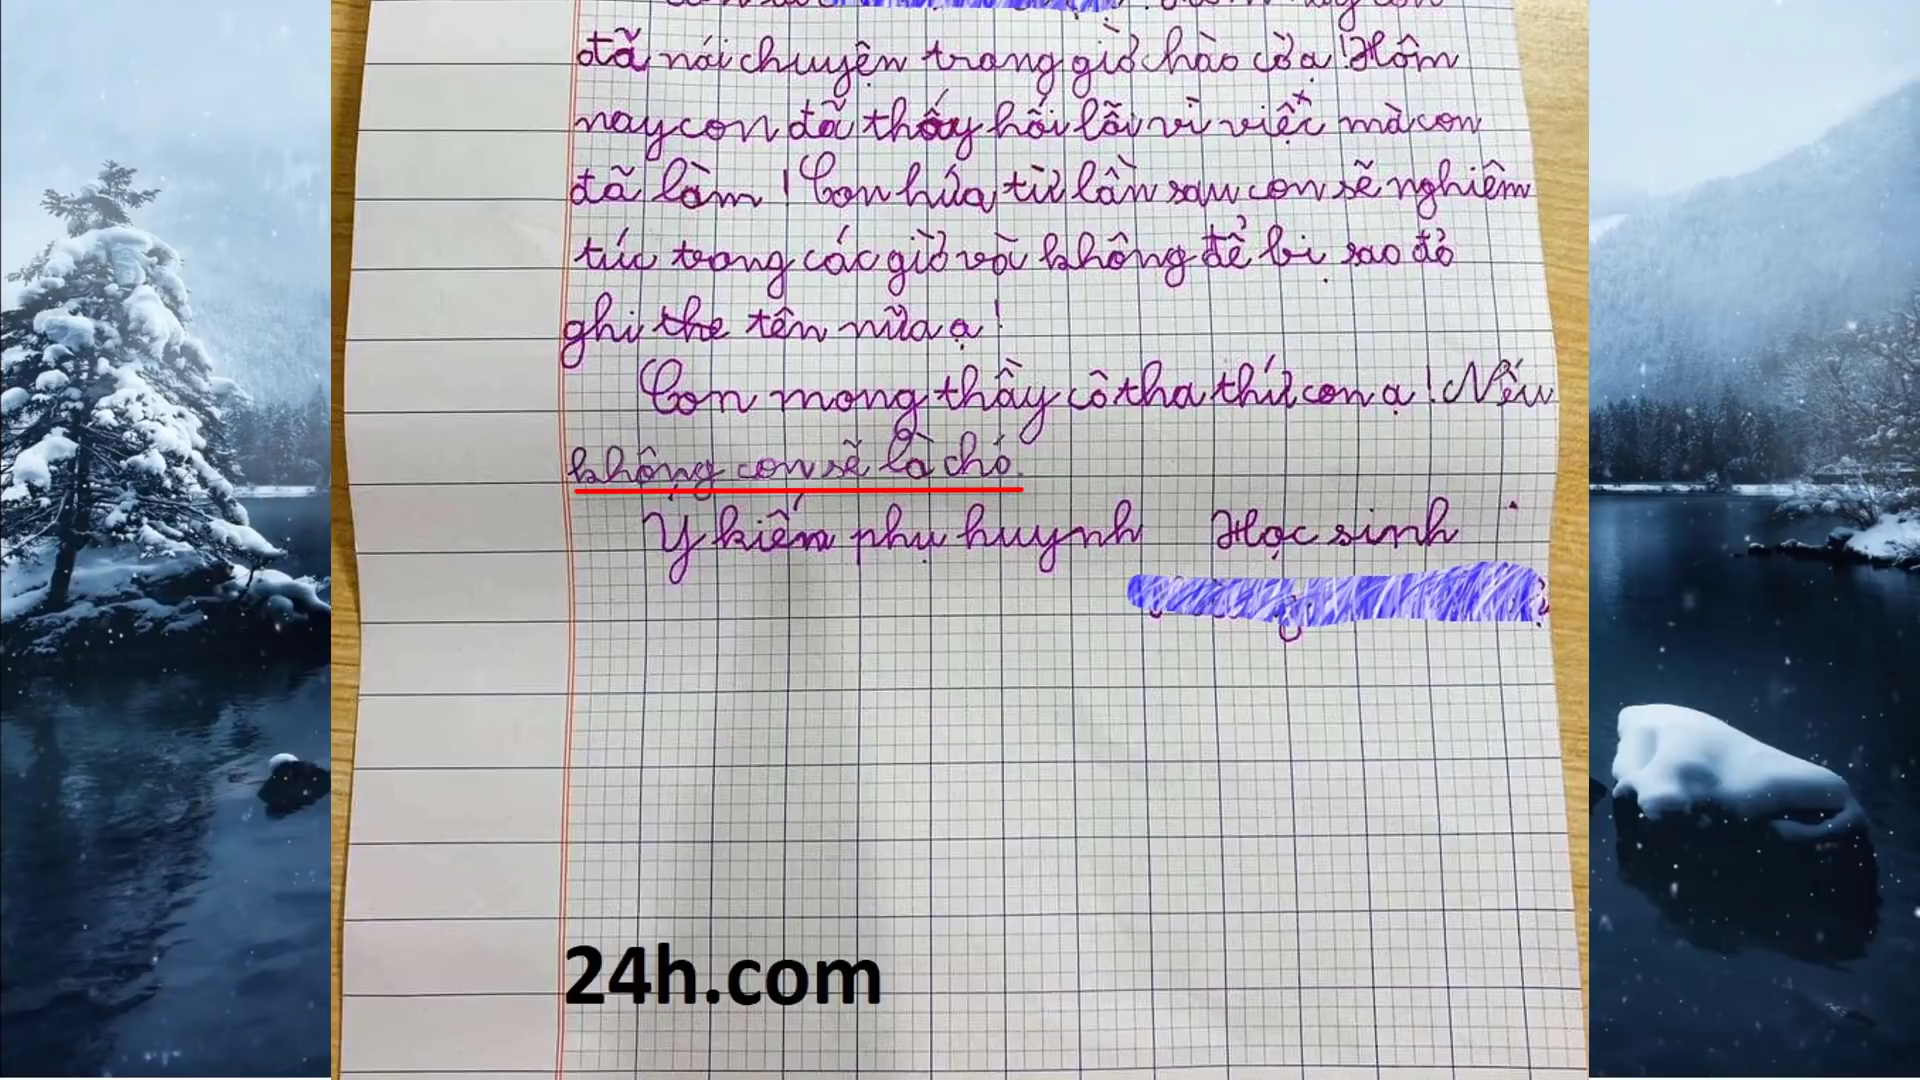 đã nói chuyện trong giờ chào cờ ạ! Hôm
nay con đã thấy hối lỗi vì việc mà con
đã làm! Con hứa từ lần sau con sẽ nghiêm
túc trong các giờ và không để bị sao đỏ
ghi the tên nữa ạ!
Con mong thầy cô tha thứ con ạ! Nếu
không con sẽ là chó.
Ý kiến phụ huynh Học sinh
24h.com